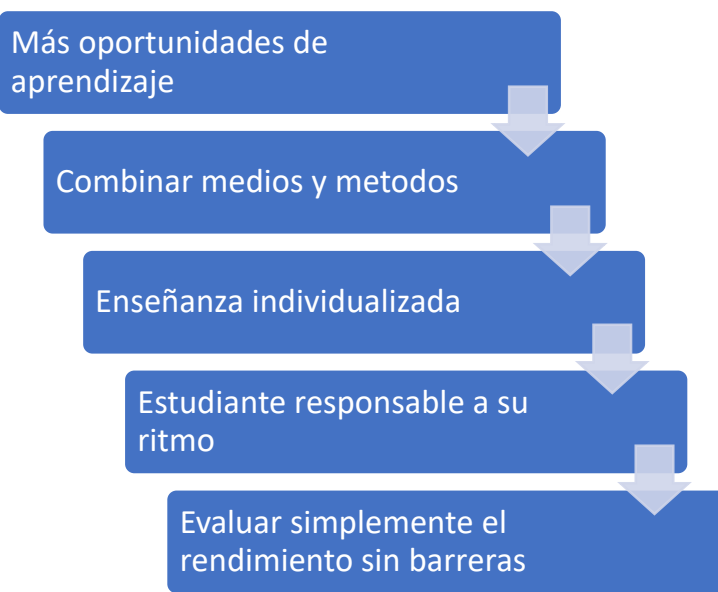 Más oportunidades de
aprendizaje
Combinar medios y metodos
Enseñanza individualizada
Estudiante responsable a su
ritmo
Evaluar simplemente el
rendimiento sin barreras